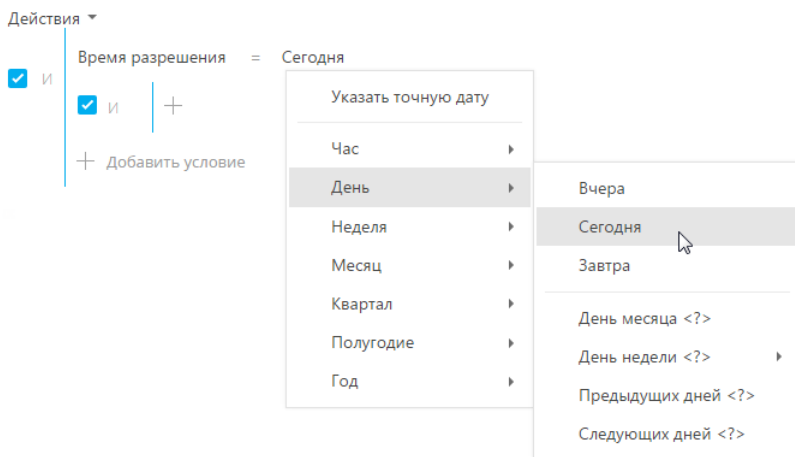 Действия
Время разрешения = Сегодня
И
И
Добавить условие
Указать точную дату
Час
День
Неделя
Месяц
Квартал
Полугодие
Год
Вчера
Сегодня
Завтра
День месяца <?>
День недели <?>
Предыдущих дней <?>
Следующих дней <?>